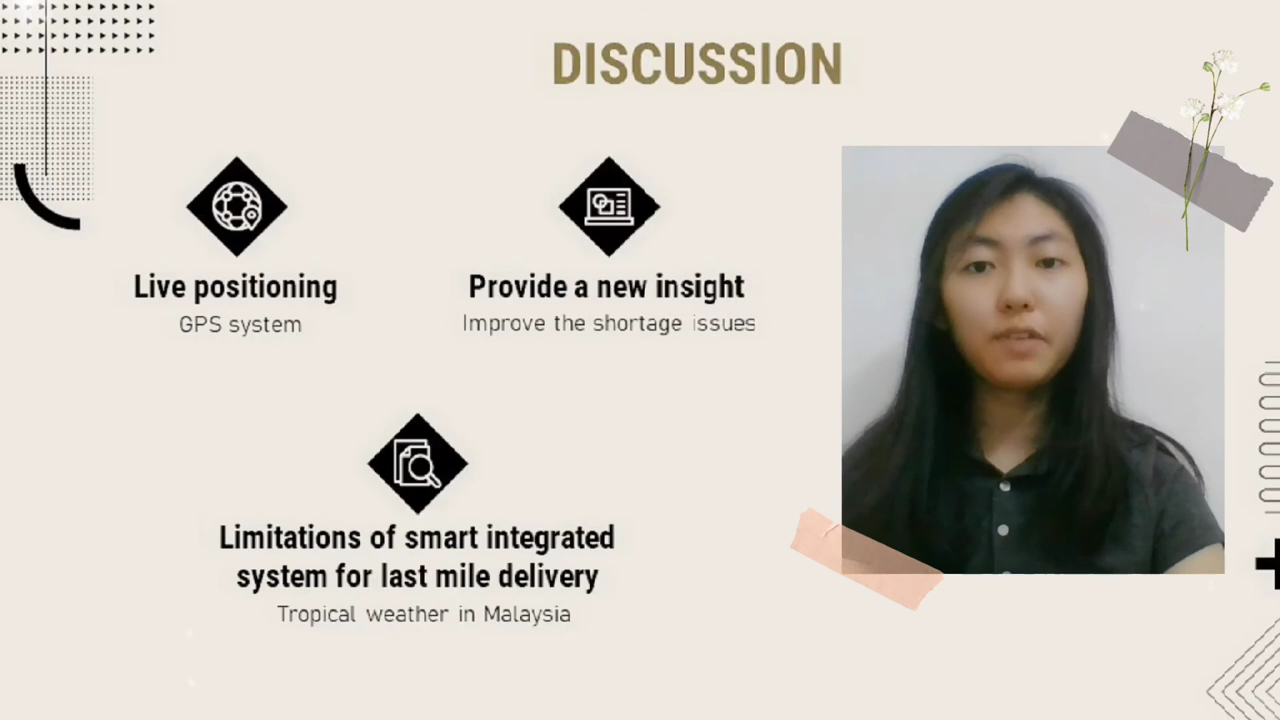 DISCUSSION
Live positioning
GPS system
Provide a new insight
Improve the shortage issues
Limitations of smart integrated
system for last mile delivery
Tropical weather in Malaysia